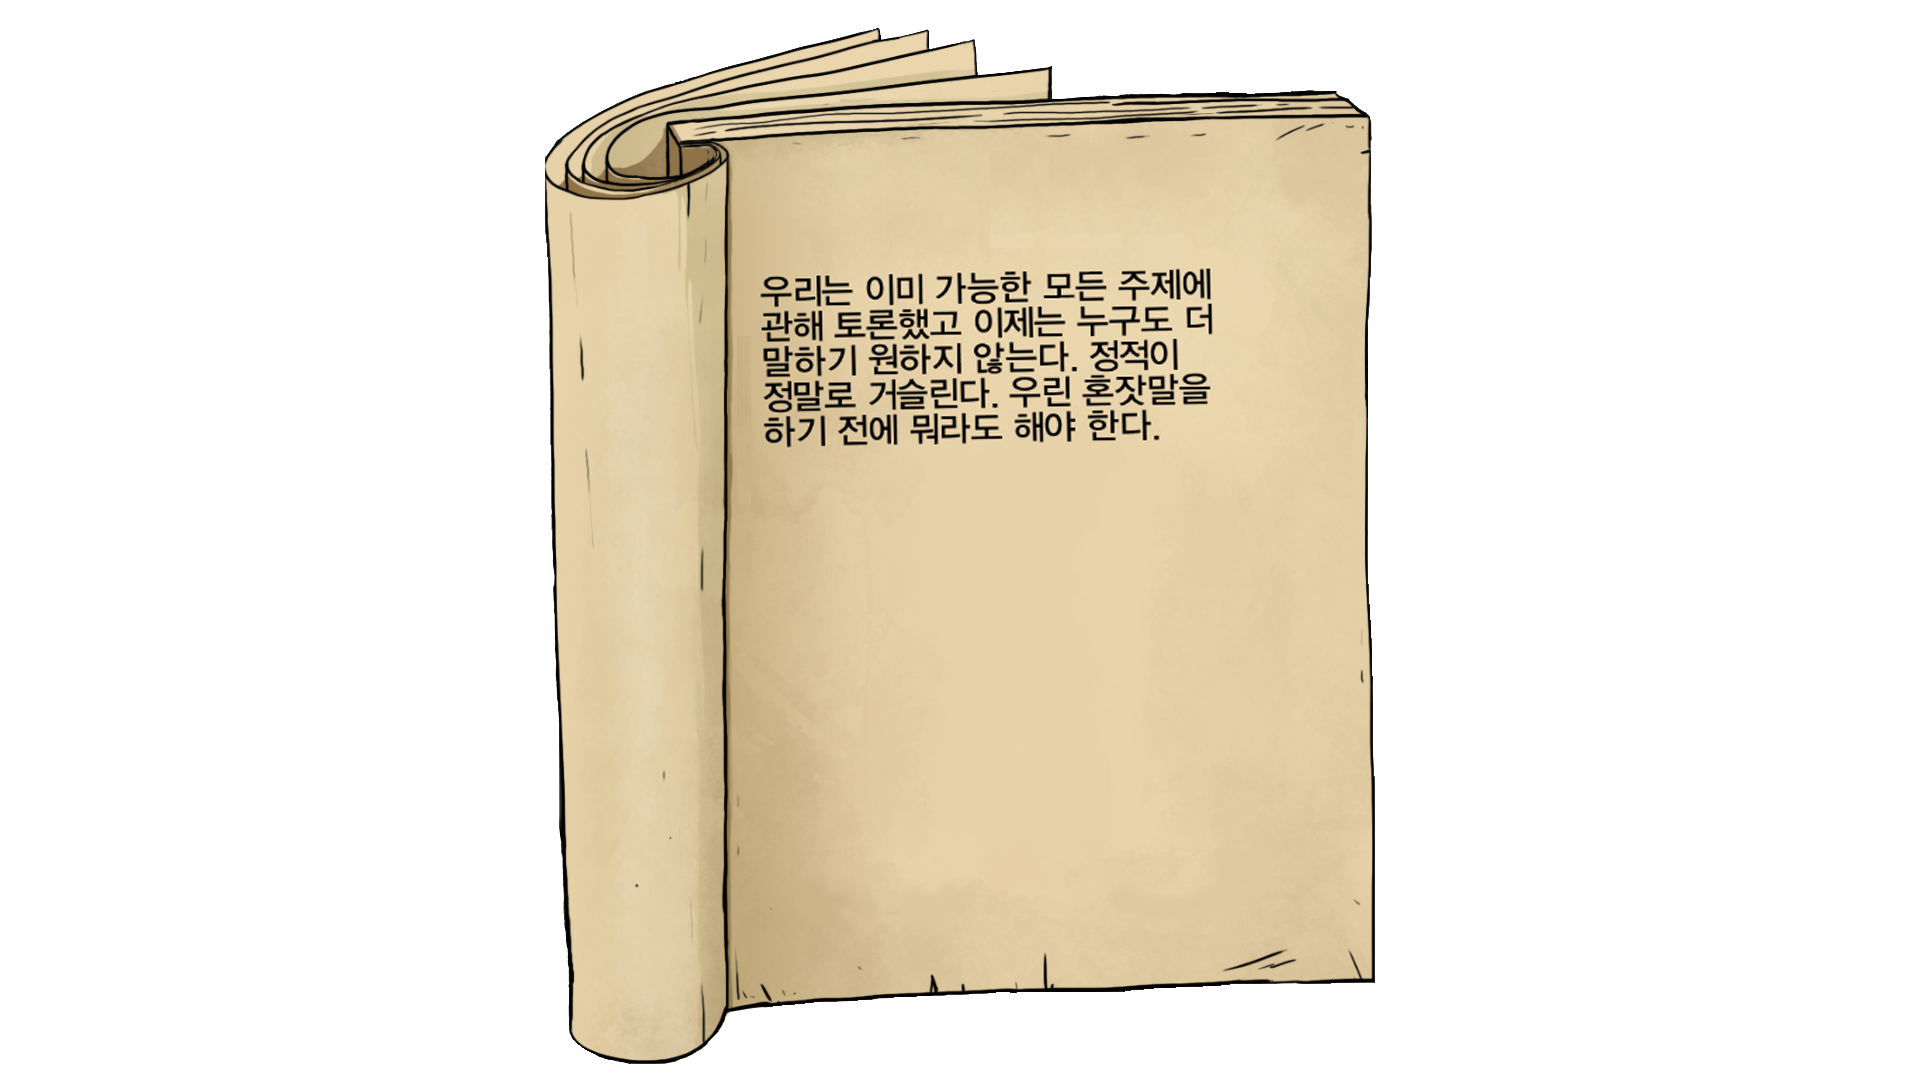 우리는 이미 가능한 모든 주제에
관해 토론했고 이제는 누구도 더
말하기 원하지 않는다. 정적이
정말로 거슬린다. 우린 혼잣말을
하기 전에 뭐라도 해야 한다.